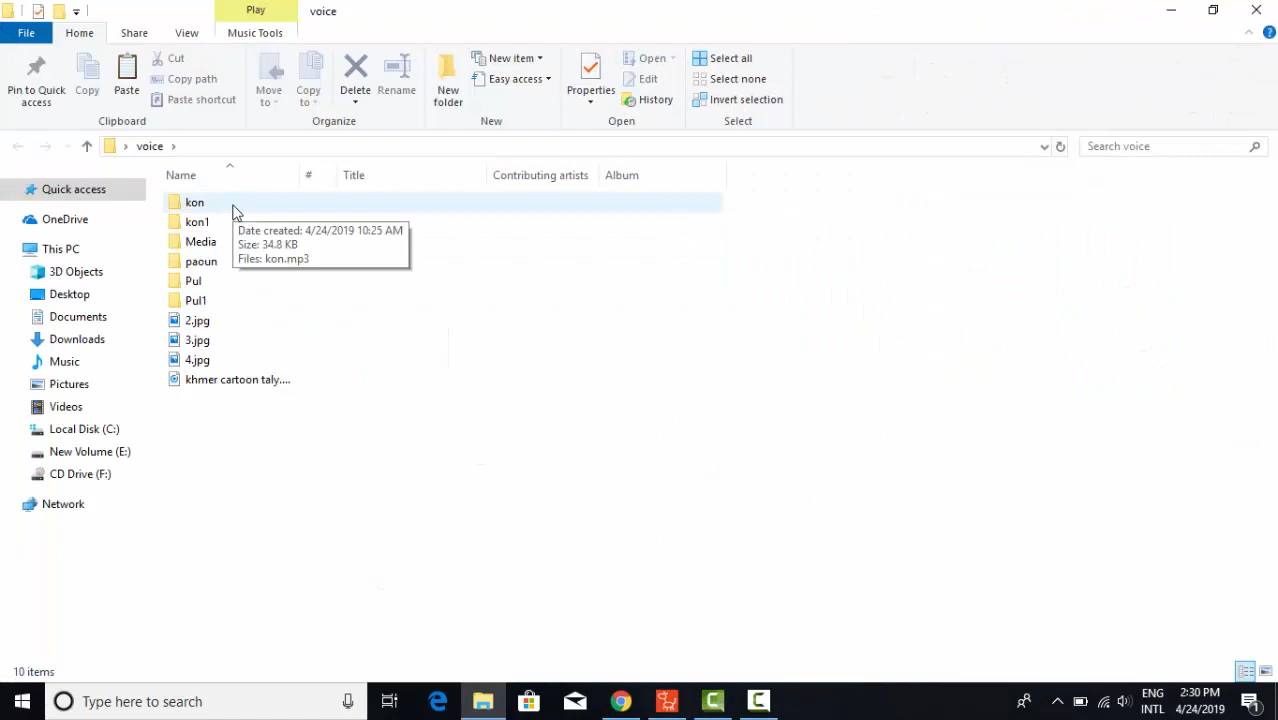 Play
voice
File
Home
Share
View
Music Tools
Pin to Quick access
Copy
Paste
Cut
Copy path
Paste shortcut
Clipboard
Move to
Copy to
Delete
Rename
Organize
New folder
New item
Easy access
New
Properties
Open
Edit
History
Open
Select all
Select none
Invert selection
Select
voice
Search voice
Name
#
Title
Contributing artists
Album
Quick access
OneDrive
This PC
3D Objects
Desktop
Documents
Downloads
Music
Pictures
Videos
Local Disk (C:)
New Volume (E:)
CD Drive (F:)
Network
kon
kon1
Media
paoun
Pul
Pul1
2.jpg
3.jpg
4.jpg
khmer cartoon taly....
Date created: 4/24/2019 10:25 AM
Size: 34.8 KB
Files: kon.mp3
10 items
Type here to search
ENG
INTL
2:30 PM
4/24/2019
1